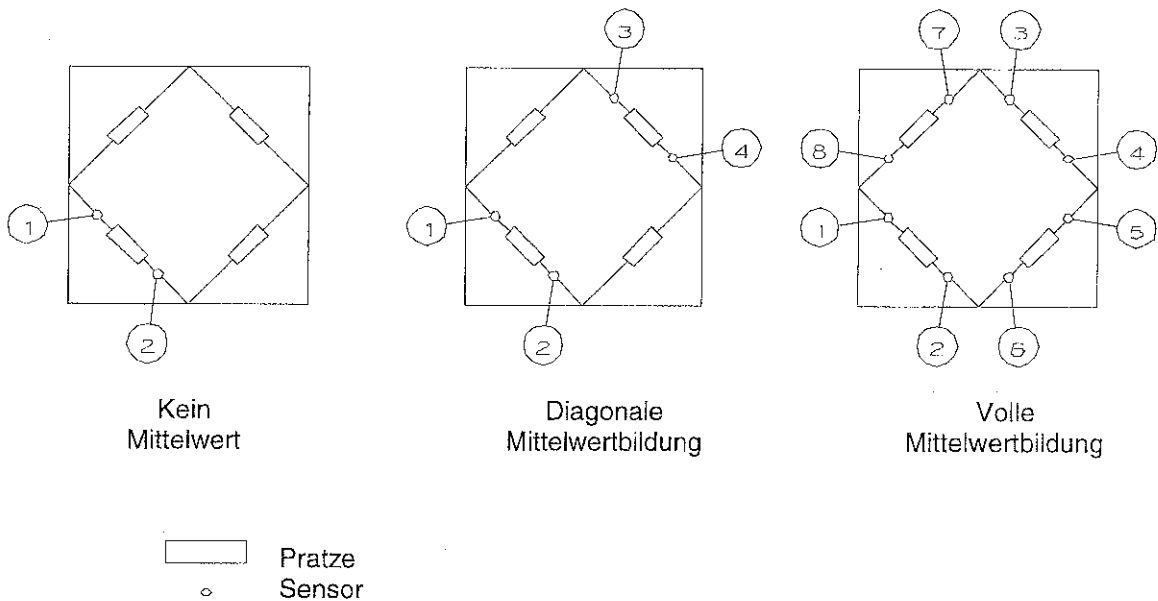 1
2
Kein
Mittelwert
3
4
1
2
Diagonale
Mittelwertbildung
7
3
8
4
1
5
2
6
Volle
Mittelwertbildung
Pratze
Sensor